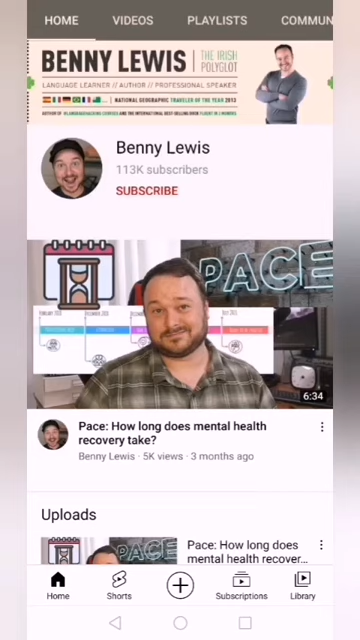 HOME VIDEOS PLAYLISTS COMMUN
BENNY LEWIS THE IRISH
POLYGLOT
LANGUAGE LEARNER // AUTHOR // PROFESSIONAL SPEAKER
NATIONAL GEOGRAPHIC TRAVELER OF THE YEAR 2013
Benny Lewis
113K subscribers
SUBSCRIBE
PACE
6:34
Pace: How long does mental health
recovery take?
Benny Lewis · 5K views · 3 months ago
Uploads
PACE
Pace: How long does
mental health recover...
Home Shorts Subscriptions Library